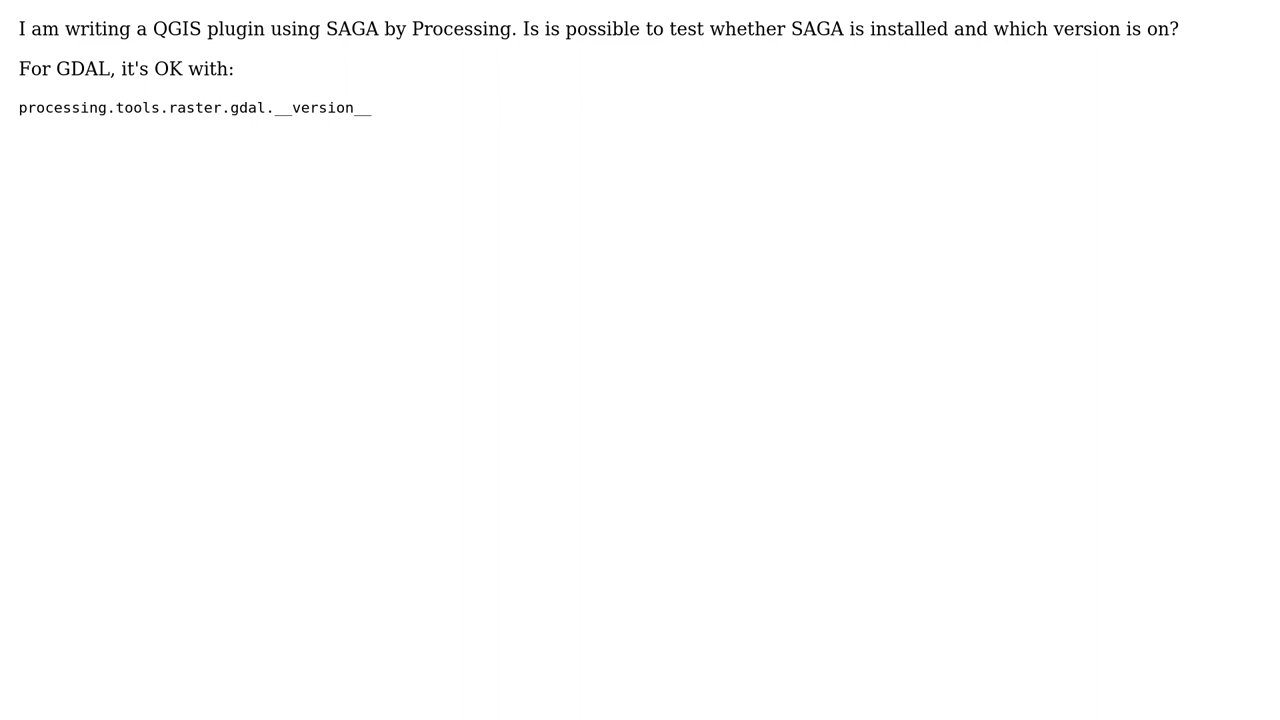 I am writing a QGIS plugin using SAGA by Processing. Is is possible to test whether SAGA is installed and which version is on?
For GDAL, it's OK with:
processing.tools.raster.gdal.__version__